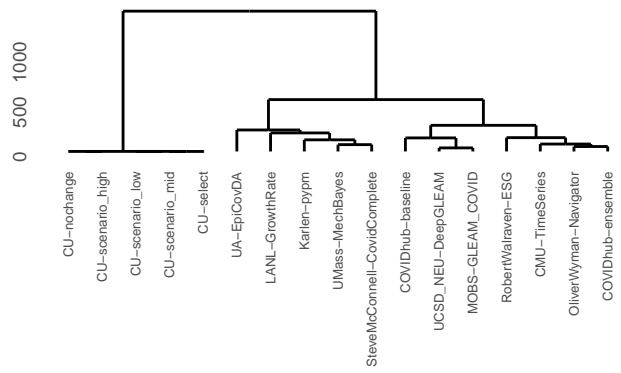 1000
500
0
CU−nochange
CU−scenario_high
CU−scenario_low
CU−scenario_mid
CU−select
UA−EpiCovDA
LANL−GrowthRate
Karlen−pypm
UMass−MechBayes
SteveMcConnell−CovidComplete
COVIDhub−baseline
UCSD_NEU−DeepGLEAM
MOBS−GLEAM_COVID
RobertWalraven−ESG
CMU−TimeSeries
OliverWyman−Navigator
COVIDhub−ensemble